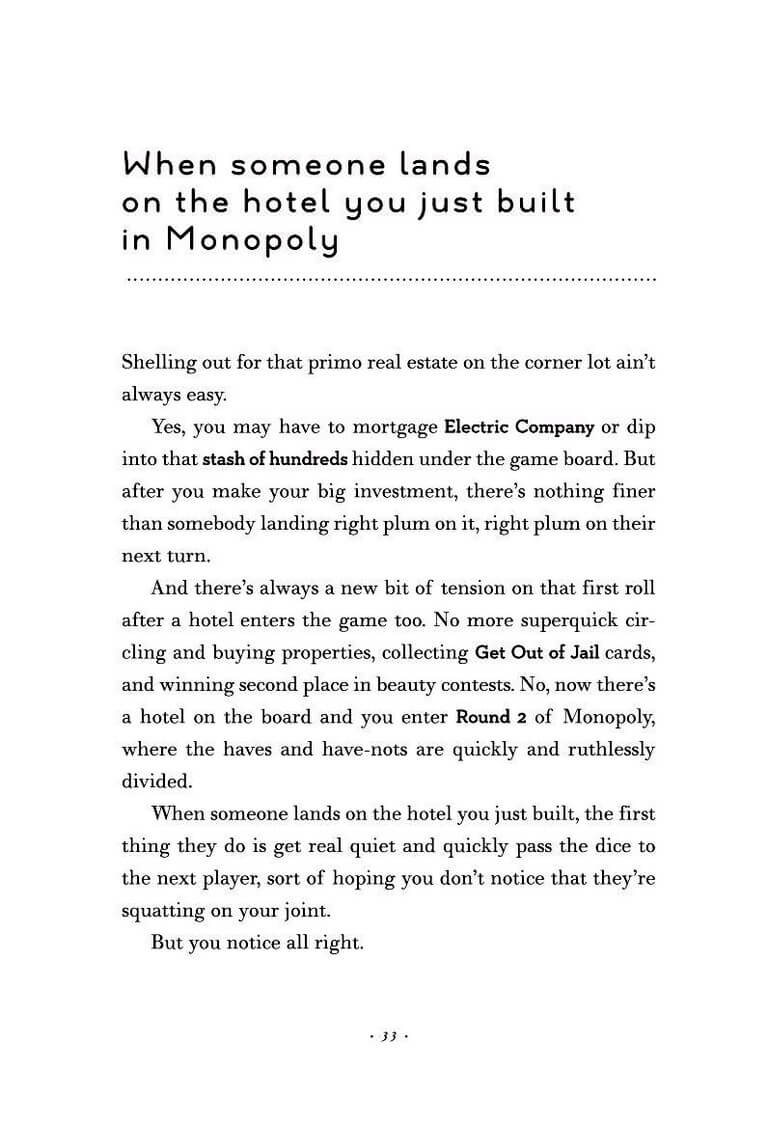 When someone lands
on the hotel you just built
in Monopoly
Shelling out for that primo real estate on the corner lot ain't
always easy.
Yes, you may have to mortgage Electric Company or dip
into that stash of hundreds hidden under the game board. But
after you make your big investment, there's nothing finer
than somebody landing right plum on it, right plum on their
next turn.
And there's always a new bit of tension on that first roll
after a hotel enters the game too. No more superquick cir-
cling and buying properties, collecting Get Out of Jail cards,
and winning second place in beauty contests. No, now there's
a hotel on the board and you enter Round 2 of Monopoly,
where the haves and have-nots are quickly and ruthlessly
divided.
When someone lands on the hotel you just built, the first
thing they do is get real quiet and quickly pass the dice to
the next player, sort of hoping you don't notice that they're
squatting on your joint.
But you notice all right.
· 33 ·